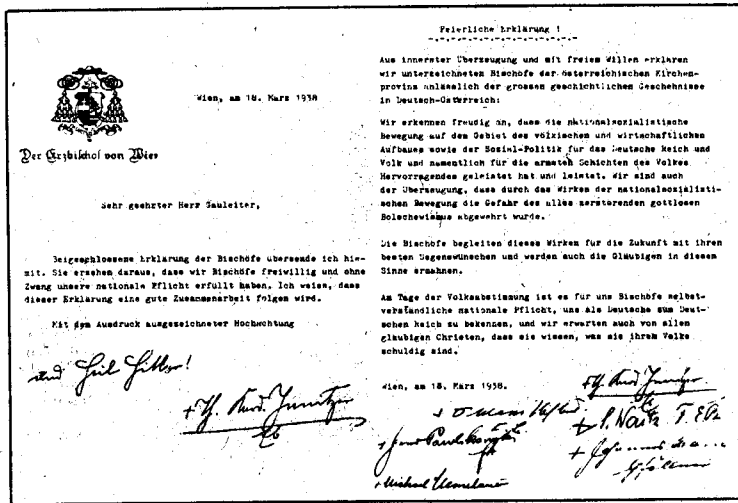 Wien, am 18. März 1938
Der Erzbischof von Wien
Sehr geehrter Herr Gauleiter,
Beigeschlossene Erklärung der Bischöfe übersende ich hie-
mit. Sie ersehen daraus, dass wir Bischöfe freiwillig und ohne
Zwang unsere nationale Pflicht erfüllt haben. Ich weiss, dass
dieser Erklärung eine gute Zusammenarbeit folgen wird.
Mit dem Ausdruck ausgezeichneter Hochachtung
und Heil Hitler!
+ Th. Kard. Innitzer
Feierliche Erklärung !
Aus innerster Überzeugung und mit freiem Willen erklären
wir unterzeichneten Bischöfe der österreichischen Kirchen-
provinz anlässlich der grossen geschichtlichen Geschehnisse
in Deutsch-Österreich:
Wir erkennen freudig an, dass die nationalsozialistische
Bewegung auf dem Gebiet des völkischen und wirtschaftlichen
Aufbaues sowie der Sozial-Politik für das Deutsche Reich und
Volk und namentlich für die ärmsten Schichten des Volkes
Hervorragendes geleistet hat und leistet. Wir sind auch
der Überzeugung, dass durch das Wirken der nationalsozialisti-
schen Bewegung die Gefahr des alles zerstörenden gottlosen
Bolschewismus abgewehrt wurde.
Die Bischöfe begleiten dieses Wirken für die Zukunft mit ihren
besten Segenswünschen und werden auch die Gläubigen in diesem
Sinne ermahnen.
Am Tage der Volksabstimmung ist es für uns Bischöfe selbst-
verständliche nationale Pflicht, uns als Deutsche zum Deut-
schen Reich zu bekennen, und wir erwarten auch von allen
gläubigen Christen, dass sie wissen, was sie ihrem Volke
schuldig sind.
Wien, am 18. März 1938.
+ Th. Kard. Innitzer
+ S. Waitz
+ Johannes